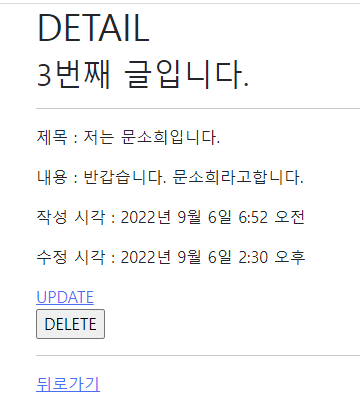 DETAIL
3번째 글입니다.
제목 : 저는 문소희입니다.
내용 : 반갑습니다. 문소희라고합니다.
작성 시각 : 2022년 9월 6일 6:52 오전
수정 시각 : 2022년 9월 6일 2:30 오후
UPDATE
DELETE
뒤로가기